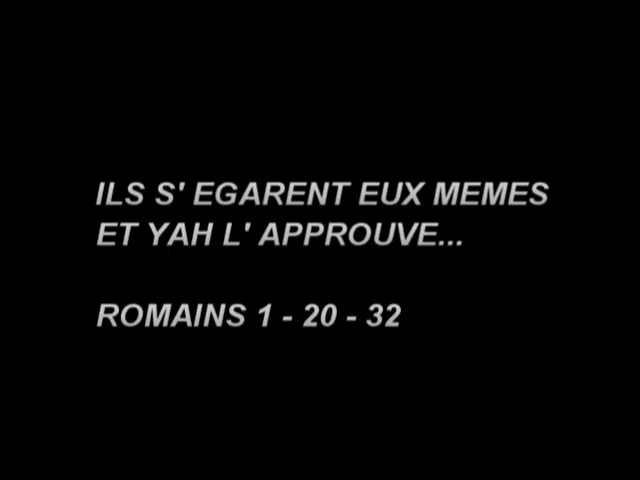 ILS S' EGARENT EUX MEMES
ET YAH L' APPROUVE...
ROMAINS 1 - 20 - 32